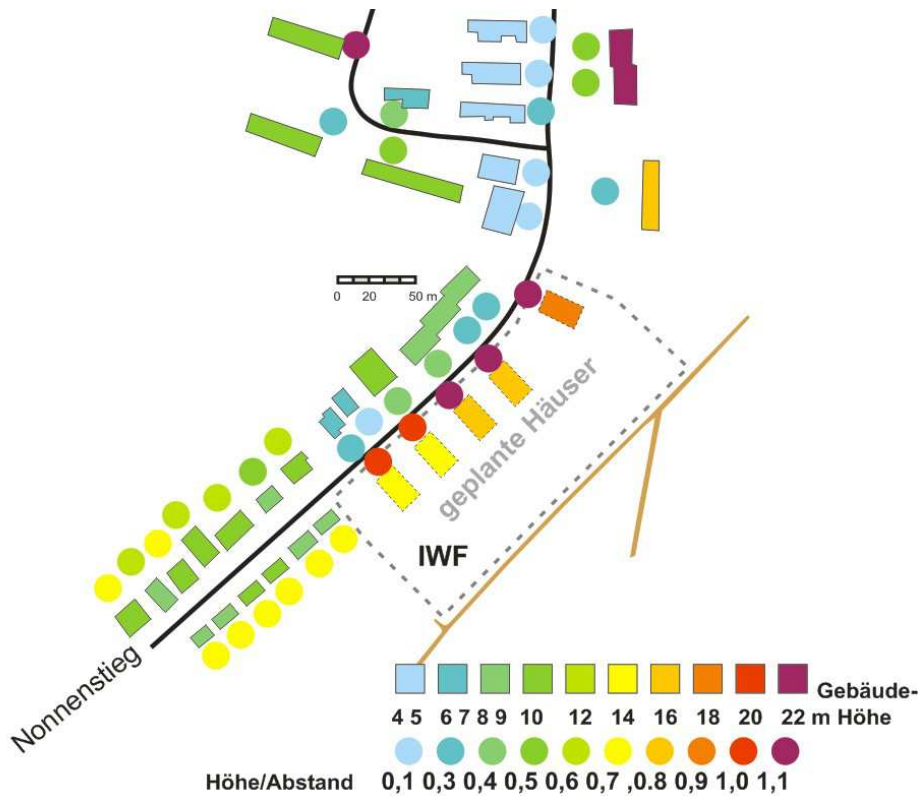 0 20 50 m
geplante Häuser
IWF
Nonnenstieg
Gebäude-
4 5 6 7 8 9 10 12 14 16 18 20 22 m Höhe
Höhe/Abstand 0,1 0,3 0,4 0,5 0,6 0,7 ,0.8 0,9 1,0 1,1